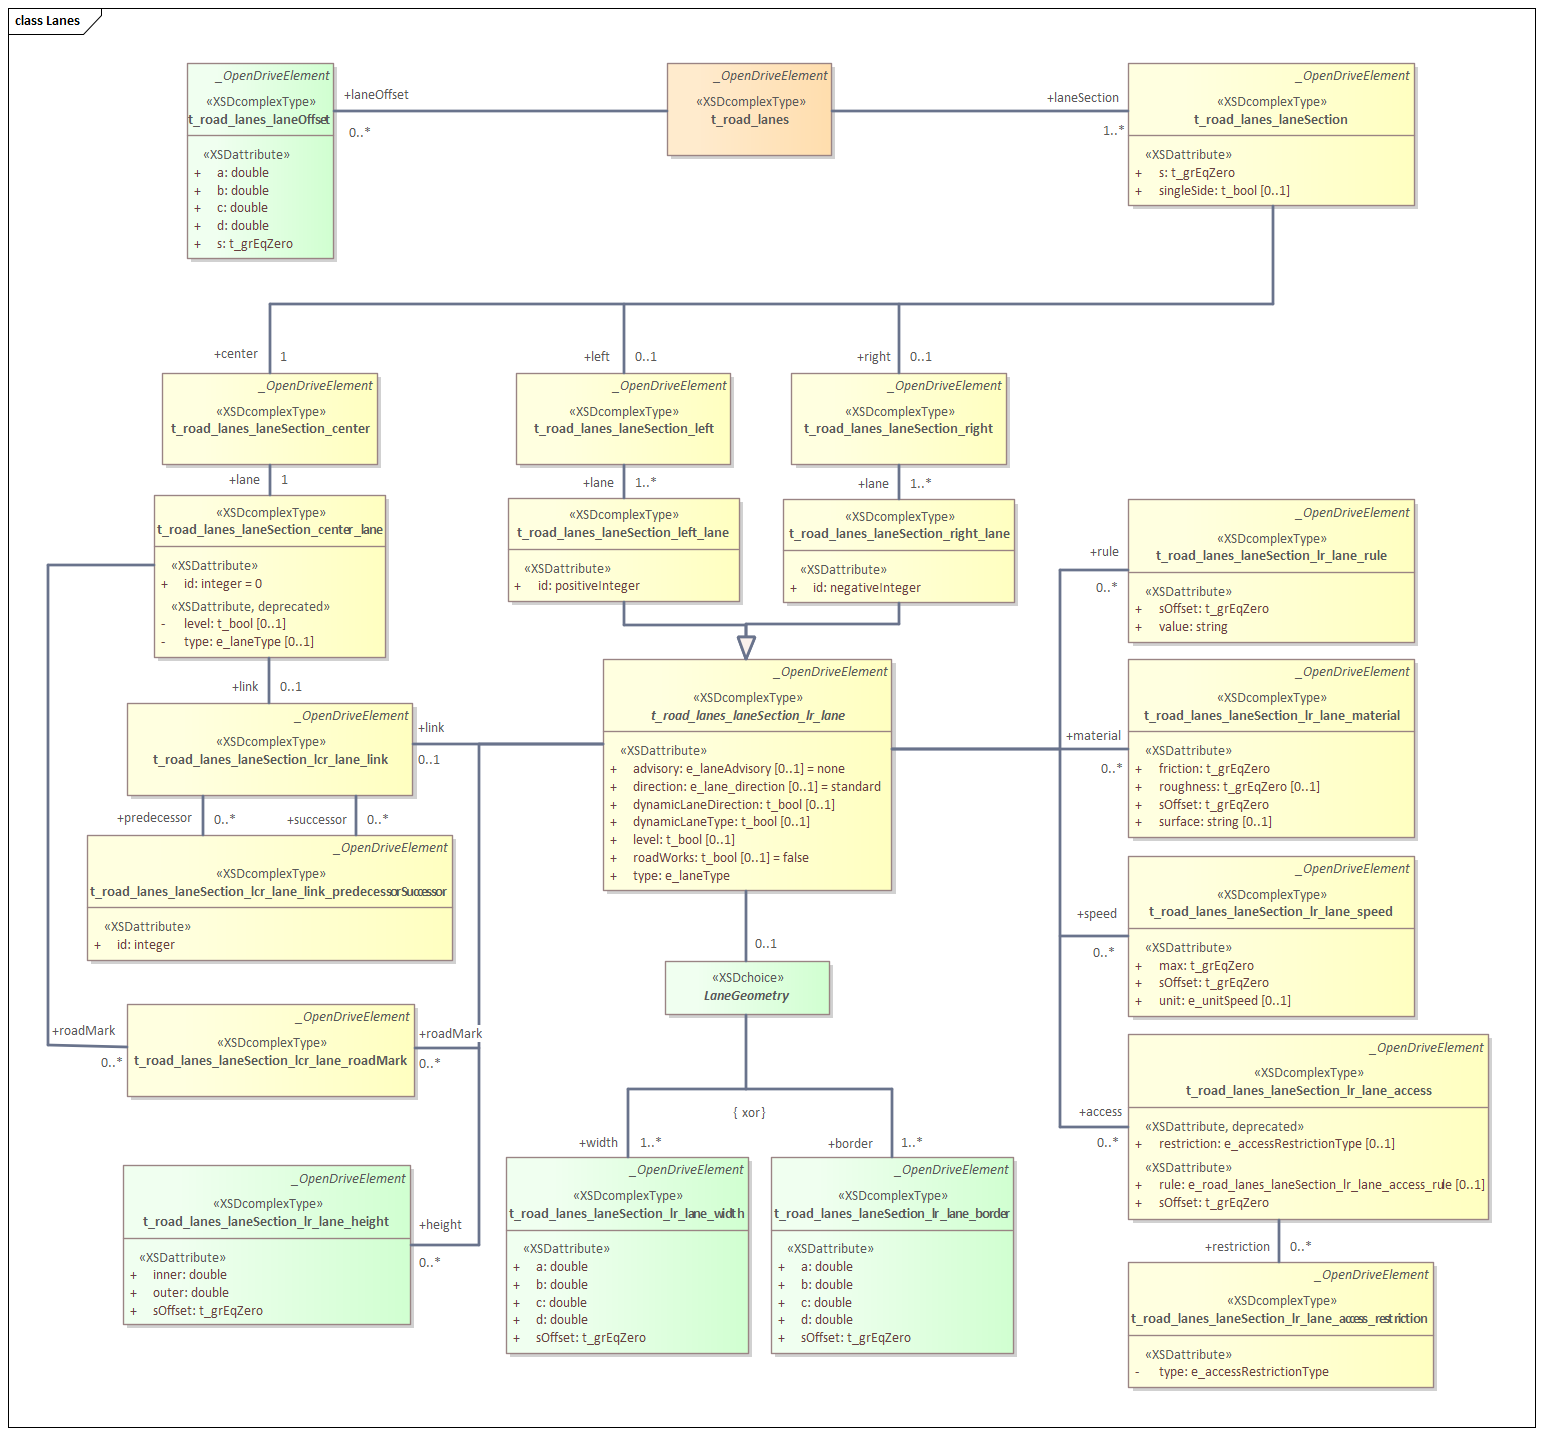 class Lanes
_OpenDriveElement
«XSDcomplexType»
t_road_lanes_laneOffset
«XSDattribute»
+ a: double
+ b: double
+ c: double
+ d: double
+ s: t_grEqZero
+laneOffset
0..*
_OpenDriveElement
«XSDcomplexType»
t_road_lanes
+laneSection
1..*
_OpenDriveElement
«XSDcomplexType»
t_road_lanes_laneSection
«XSDattribute»
+ s: t_grEqZero
+ singleSide: t_bool [0..1]
+center 1
+left 0..1
+right 0..1
_OpenDriveElement
«XSDcomplexType»
t_road_lanes_laneSection_center
_OpenDriveElement
«XSDcomplexType»
t_road_lanes_laneSection_left
_OpenDriveElement
«XSDcomplexType»
t_road_lanes_laneSection_right
+lane 1
+lane 1..*
+lane 1..*
«XSDcomplexType»
t_road_lanes_laneSection_center_lane
«XSDattribute»
+ id: integer = 0
«XSDattribute, deprecated»
- level: t_bool [0..1]
- type: e_laneType [0..1]
«XSDcomplexType»
t_road_lanes_laneSection_left_lane
«XSDattribute»
+ id: positiveInteger
«XSDcomplexType»
t_road_lanes_laneSection_right_lane
«XSDattribute»
+ id: negativeInteger
+rule
0..*
_OpenDriveElement
«XSDcomplexType»
t_road_lanes_laneSection_lr_lane_rule
«XSDattribute»
+ sOffset: t_grEqZero
+ value: string
+link 0..1
_OpenDriveElement
«XSDcomplexType»
t_road_lanes_laneSection_lcr_lane_link
+link
0..1
_OpenDriveElement
«XSDcomplexType»
t_road_lanes_laneSection_lr_lane
«XSDattribute»
+ advisory: e_laneAdvisory [0..1] = none
+ direction: e_lane_direction [0..1] = standard
+ dynamicLaneDirection: t_bool [0..1]
+ dynamicLaneType: t_bool [0..1]
+ level: t_bool [0..1]
+ roadWorks: t_bool [0..1] = false
+ type: e_laneType
+material
0..*
_OpenDriveElement
«XSDcomplexType»
t_road_lanes_laneSection_lr_lane_material
«XSDattribute»
+ friction: t_grEqZero
+ roughness: t_grEqZero [0..1]
+ sOffset: t_grEqZero
+ surface: string [0..1]
+predecessor 0..*
+successor 0..*
_OpenDriveElement
«XSDcomplexType»
t_road_lanes_laneSection_lcr_lane_link_predecessorSuccessor
«XSDattribute»
+ id: integer
+speed
0..*
_OpenDriveElement
«XSDcomplexType»
t_road_lanes_laneSection_lr_lane_speed
«XSDattribute»
+ max: t_grEqZero
+ sOffset: t_grEqZero
+ unit: e_unitSpeed [0..1]
0..1
«XSDchoice»
LaneGeometry
+roadMark
0..*
_OpenDriveElement
«XSDcomplexType»
t_road_lanes_laneSection_lcr_lane_roadMark
+roadMark
0..*
+access
0..*
_OpenDriveElement
«XSDcomplexType»
t_road_lanes_laneSection_lr_lane_access
«XSDattribute, deprecated»
+ restriction: e_accessRestrictionType [0..1]
«XSDattribute»
+ rule: e_road_lanes_laneSection_lr_lane_access_rule [0..1]
+ sOffset: t_grEqZero
{ xor}
+width 1..*
+border 1..*
_OpenDriveElement
«XSDcomplexType»
t_road_lanes_laneSection_lr_lane_height
«XSDattribute»
+ inner: double
+ outer: double
+ sOffset: t_grEqZero
+height
0..*
_OpenDriveElement
«XSDcomplexType»
t_road_lanes_laneSection_lr_lane_width
«XSDattribute»
+ a: double
+ b: double
+ c: double
+ d: double
+ sOffset: t_grEqZero
_OpenDriveElement
«XSDcomplexType»
t_road_lanes_laneSection_lr_lane_border
«XSDattribute»
+ a: double
+ b: double
+ c: double
+ d: double
+ sOffset: t_grEqZero
+restriction 0..*
_OpenDriveElement
«XSDcomplexType»
t_road_lanes_laneSection_lr_lane_access_restriction
«XSDattribute»
- type: e_accessRestrictionType